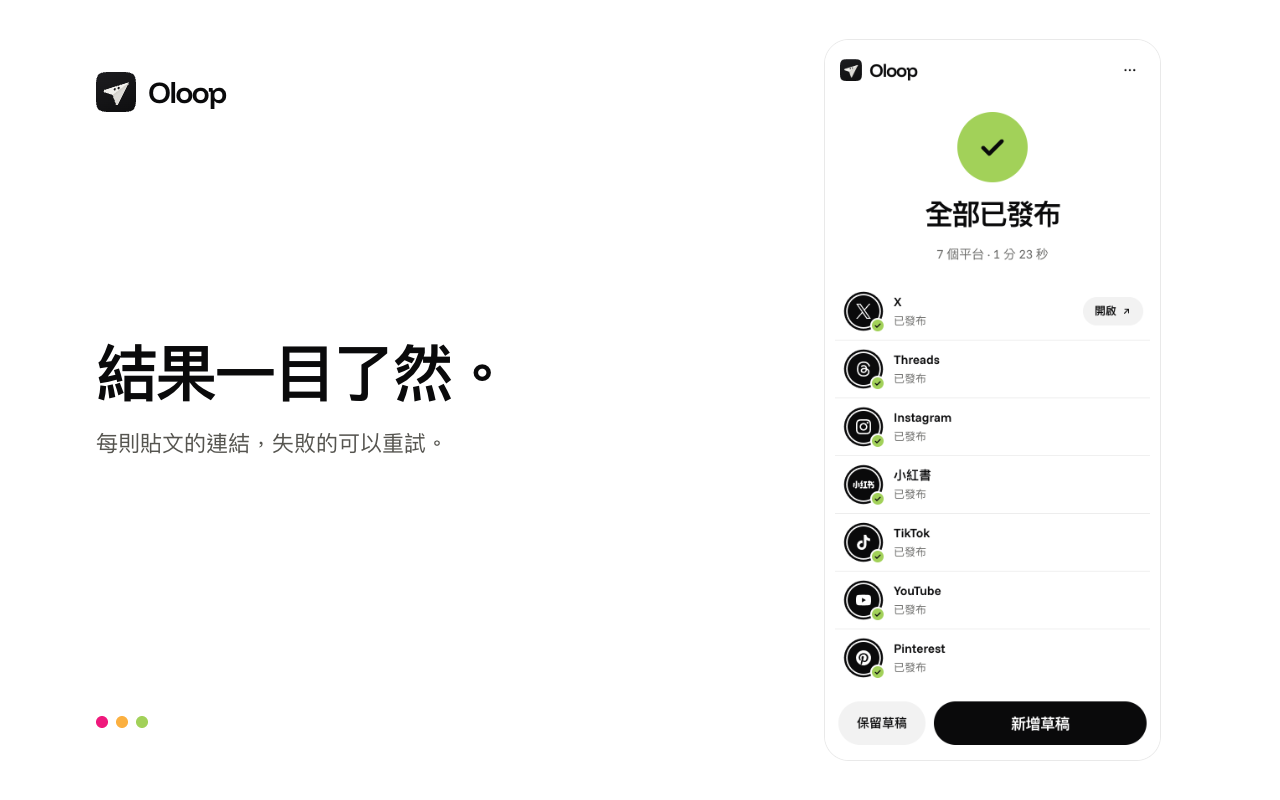 Oloop
結果一目了然。
每則貼文的連結，失敗的可以重試。
Oloop
全部已發布
7 個平台 · 1 分 23 秒
X
已發布
開啟
Threads
已發布
Instagram
已發布
小红书
小紅書
已發布
TikTok
已發布
YouTube
已發布
Pinterest
已發布
保留草稿
新增草稿